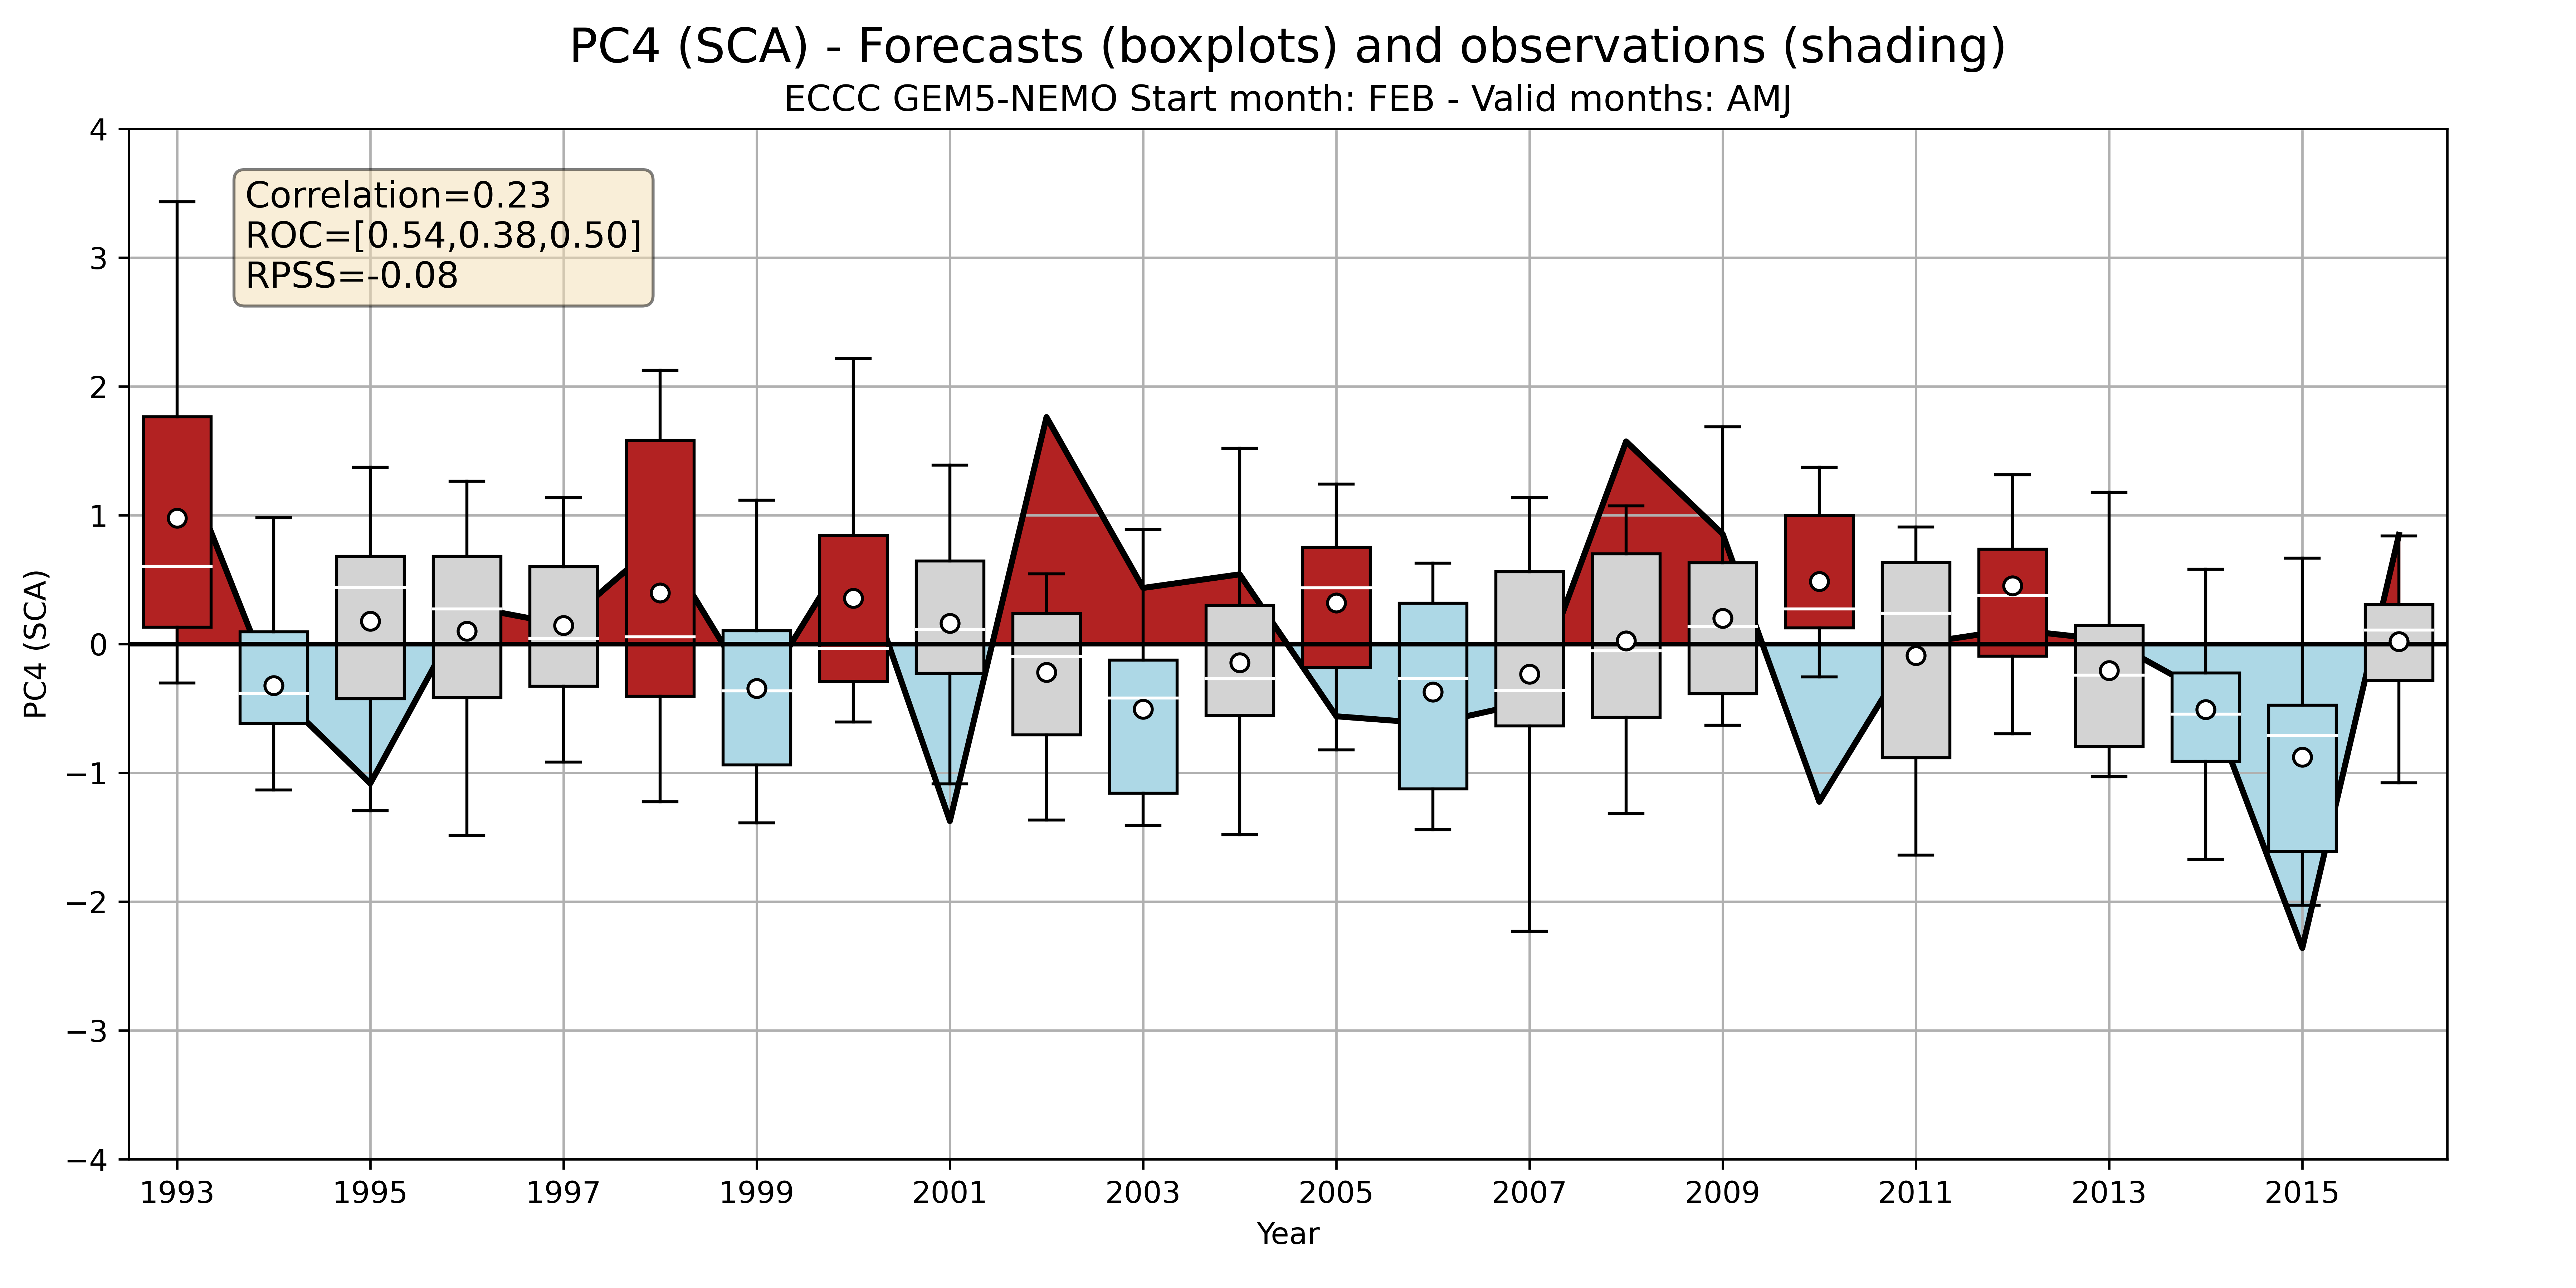 PC4 (SCA) - Forecasts (boxplots) and observations (shading)
ECCC GEM5-NEMO Start month: FEB - Valid months: AMJ
Correlation=0.23
ROC=[0.54,0.38,0.50]
RPSS=-0.08
PC4 (SCA)
4
3
2
1
0
−1
−2
−3
−4
1993 1995 1997 1999 2001 2003 2005 2007 2009 2011 2013 2015
Year